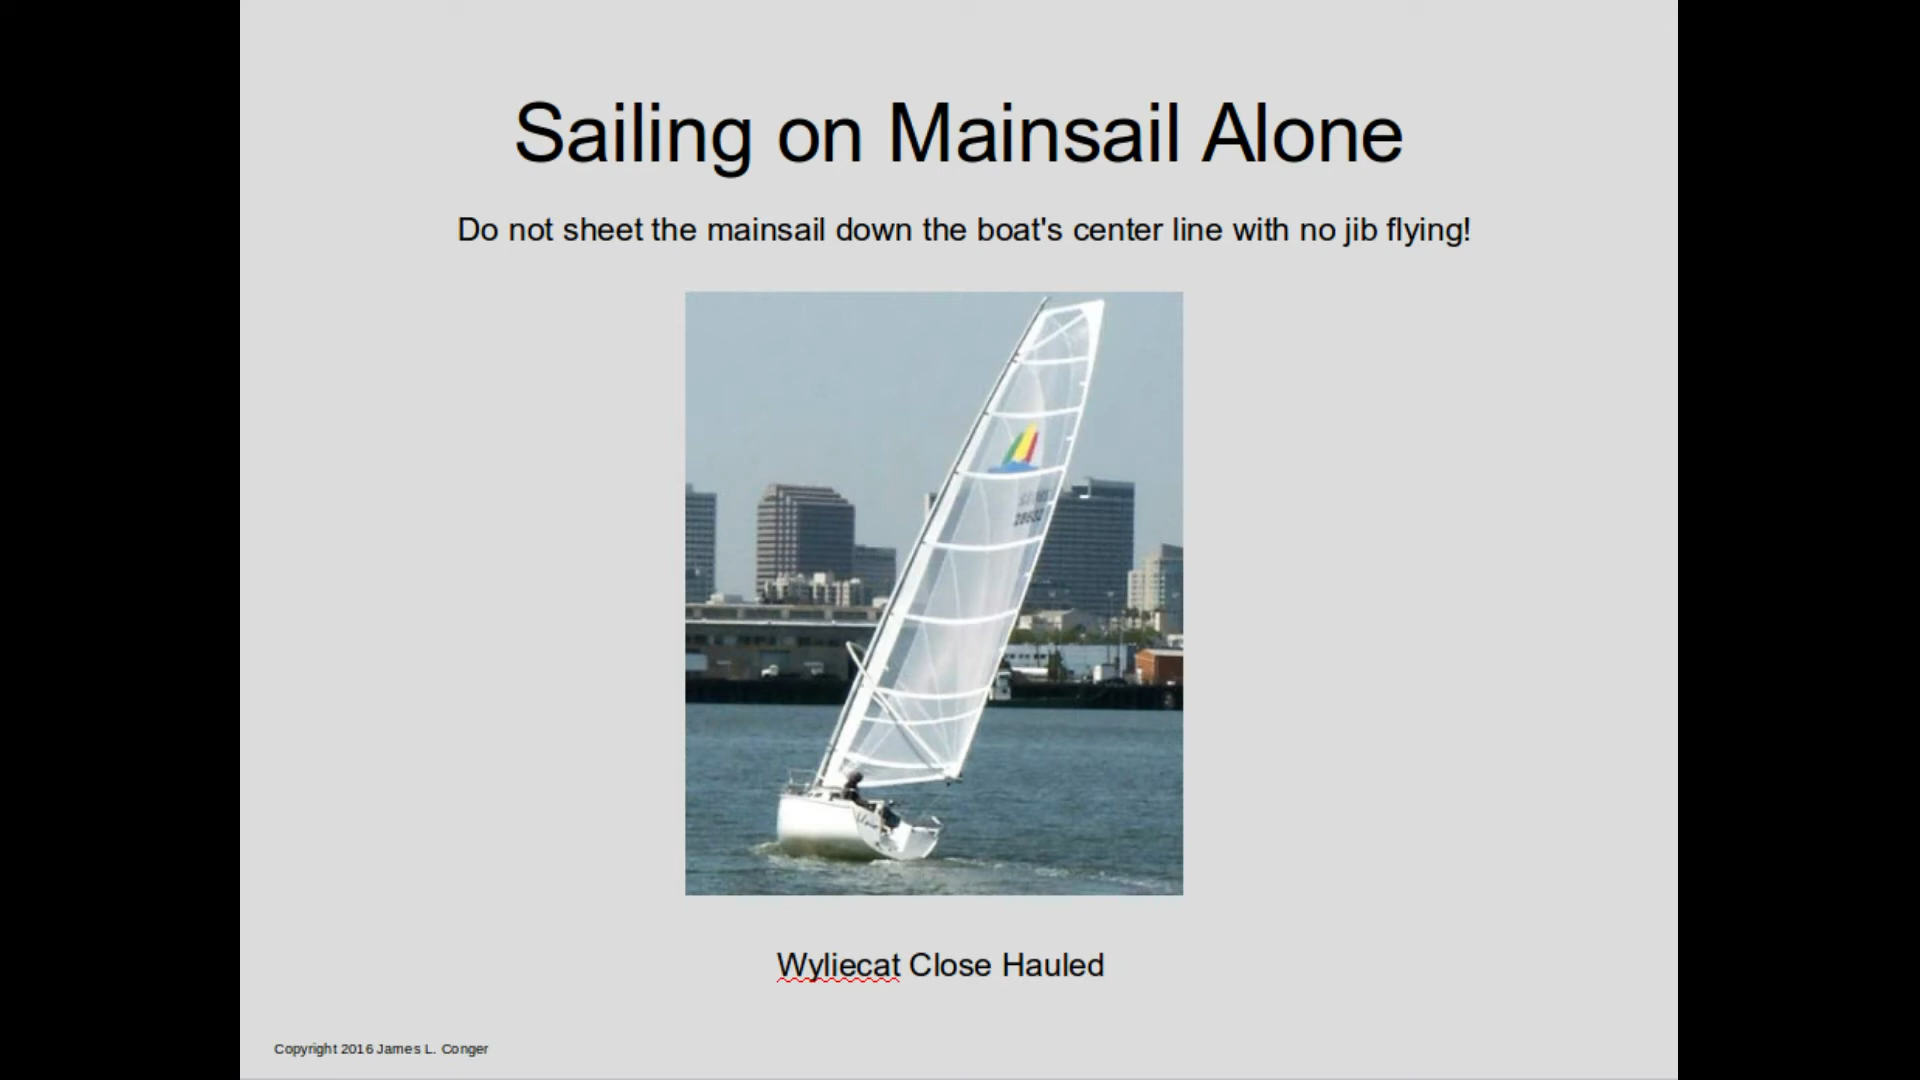 Sailing on Mainsail Alone
Do not sheet the mainsail down the boat's center line with no jib flying!
Wyliecat Close Hauled
Copyright 2016 James L. Conger